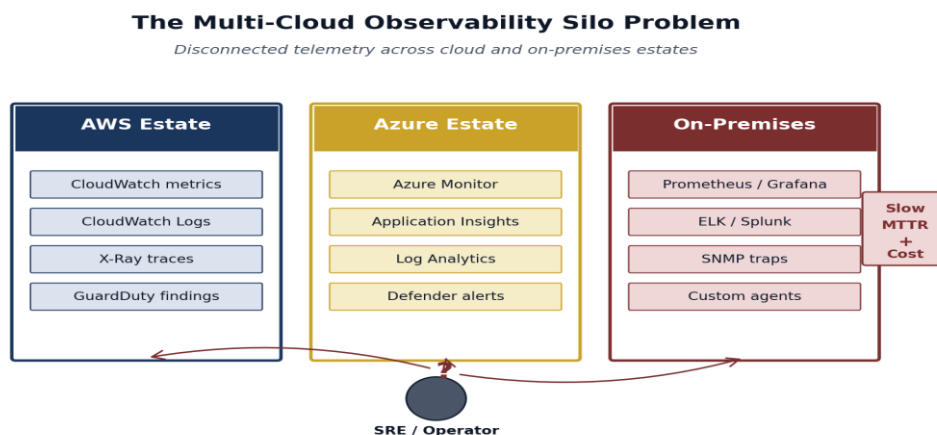 The Multi-Cloud Observability Silo Problem
Disconnected telemetry across cloud and on-premises estates
AWS Estate
CloudWatch metrics
CloudWatch Logs
X-Ray traces
GuardDuty findings
Azure Estate
Azure Monitor
Application Insights
Log Analytics
Defender alerts
On-Premises
Prometheus / Grafana
ELK / Splunk
SNMP traps
Custom agents
Slow
MTTR
+
Cost
?
SRE / Operator